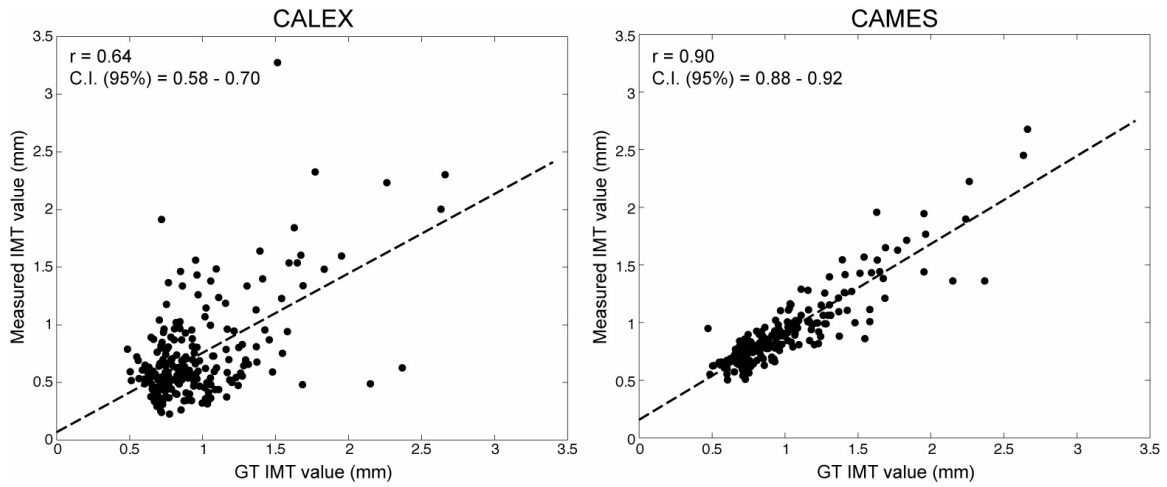 CALEX
r = 0.64
C.I. (95%) = 0.58 - 0.70
Measured IMT value (mm)
3.5
3
2.5
2
1.5
1
0.5
0
0 0.5 1 1.5 2 2.5 3 3.5
GT IMT value (mm)
CAMES
r = 0.90
C.I. (95%) = 0.88 - 0.92
Measured IMT value (mm)
3.5
3
2.5
2
1.5
1
0.5
0
0 0.5 1 1.5 2 2.5 3 3.5
GT IMT value (mm)